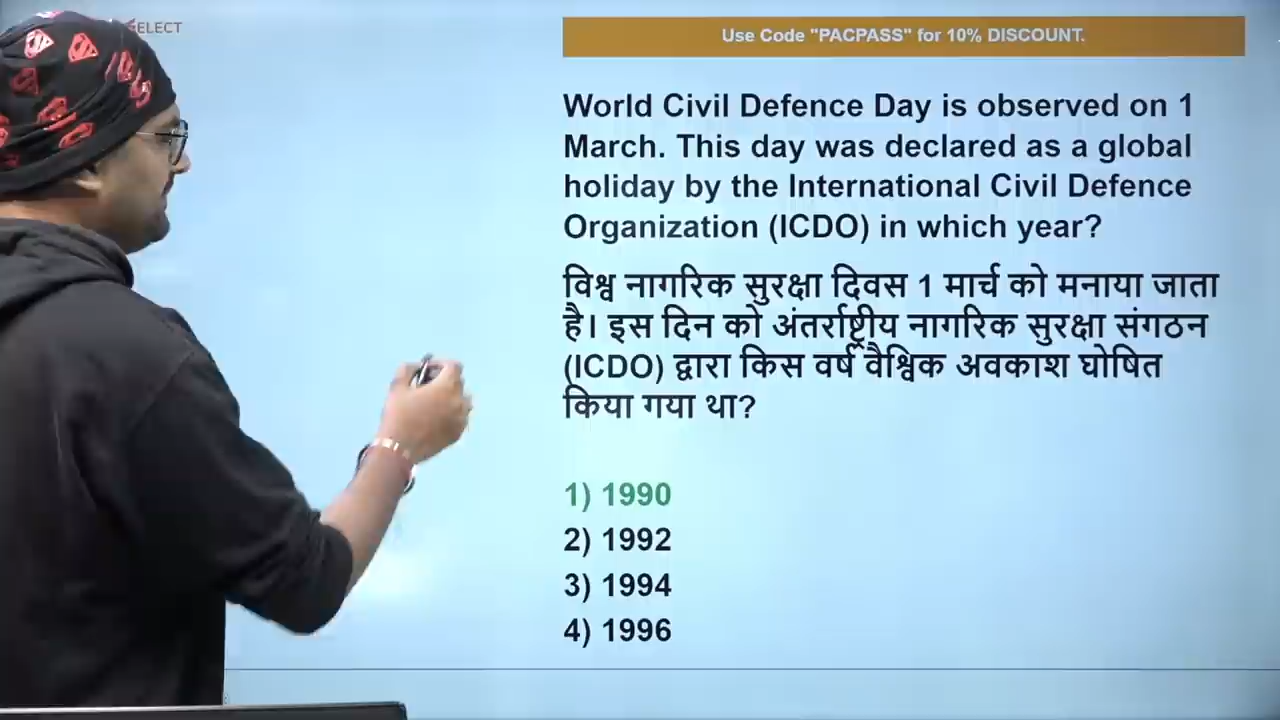 SELECT
Use Code "PACPASS" for 10% DISCOUNT.
World Civil Defence Day is observed on 1
March. This day was declared as a global
holiday by the International Civil Defence
Organization (ICDO) in which year?
विश्व नागरिक सुरक्षा दिवस 1 मार्च को मनाया जाता
है। इस दिन को अंतर्राष्ट्रीय नागरिक सुरक्षा संगठन
(ICDO) द्वारा किस वर्ष वैश्विक अवकाश घोषित
किया गया था?
1) 1990
2) 1992
3) 1994
4) 1996